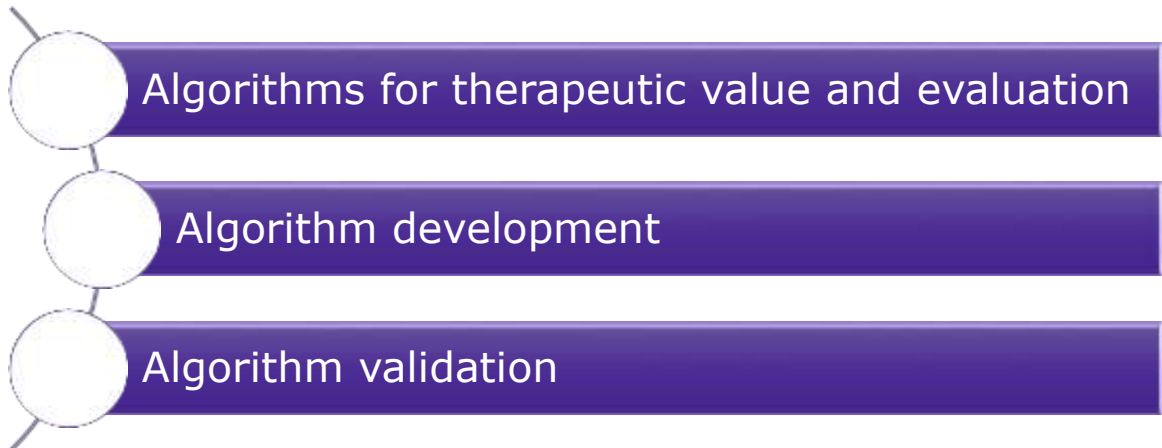 Algorithms for therapeutic value and evaluation
Algorithm development
Algorithm validation